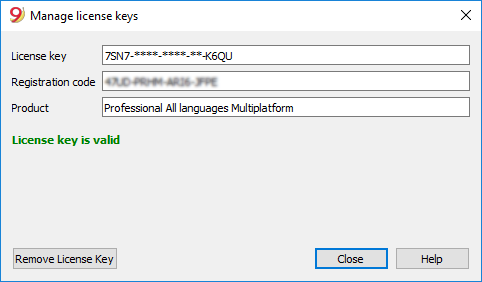 9 Manage license keys
License key 7SN7-****-****-**-K6QU
Registration code
Product Professional All languages Multiplatform
License key is valid
Remove License Key Close Help